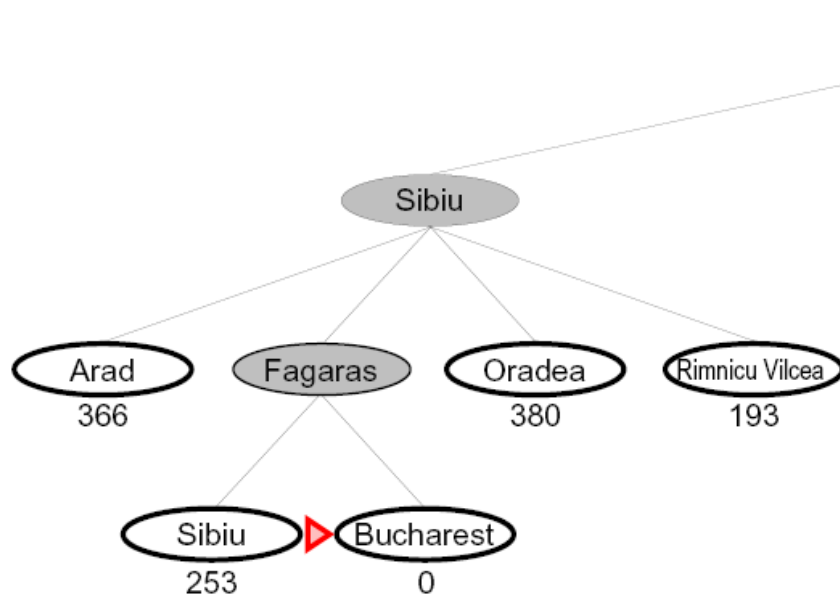 Sibiu
Arad Fagaras Oradea Rimnicu Vilcea
366 380 193
Sibiu Bucharest
253 0